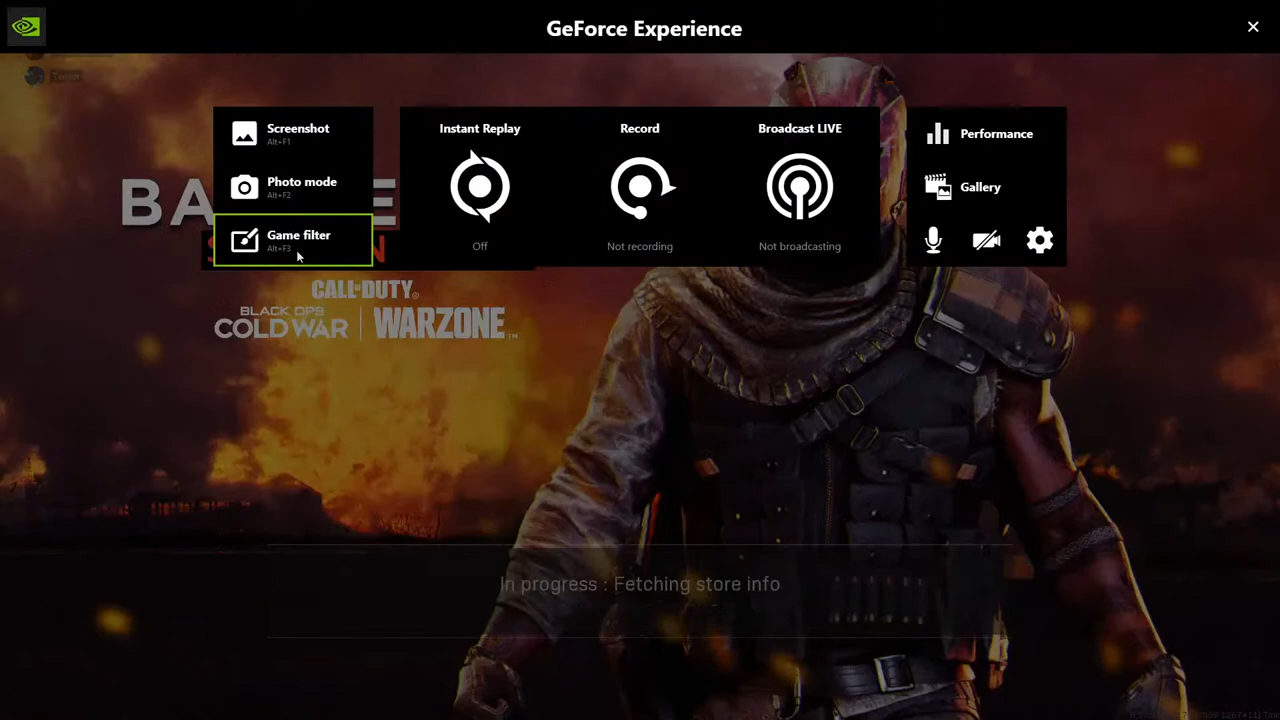 GeForce Experience
Screenshot
Alt+F1
Photo mode
Alt+F2
Game filter
Alt+F3
Instant Replay
Off
Record
Not recording
Broadcast LIVE
Not broadcasting
Performance
Gallery
CALL OF DUTY®
BLACK OPS
COLD WAR | WARZONE™
In progress : Fetching store info